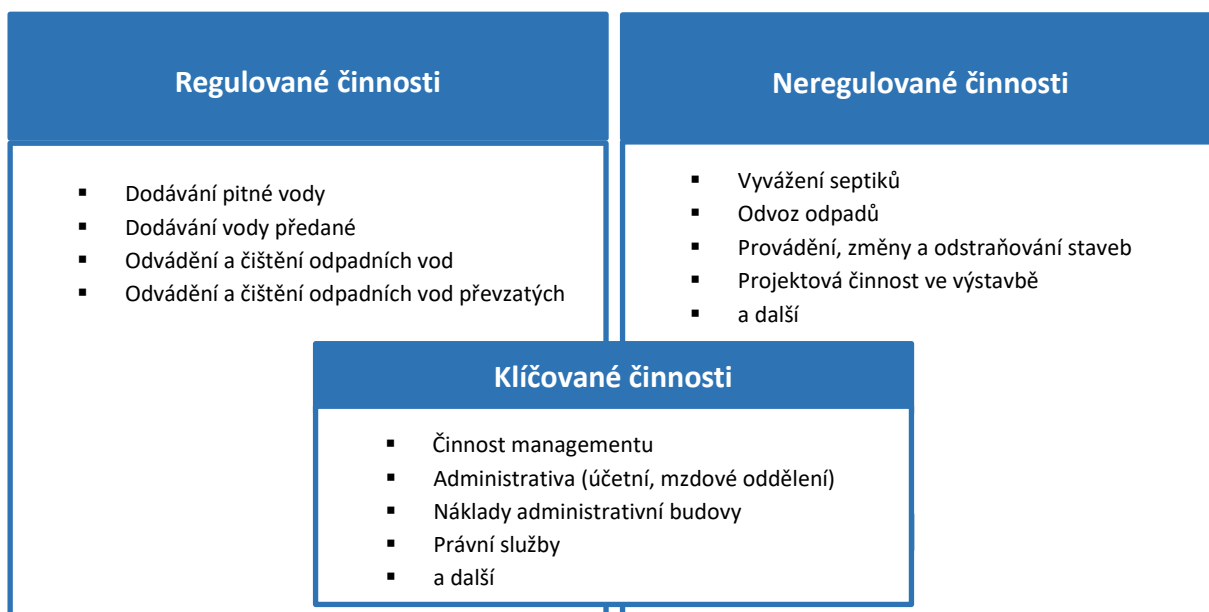 Regulované činnosti
▪ Dodávání pitné vody
▪ Dodávání vody předané
▪ Odvádění a čištění odpadních vod
▪ Odvádění a čištění odpadních vod převzatých
Neregulované činnosti
▪ Vyvážení septiků
▪ Odvoz odpadů
▪ Provádění, změny a odstraňování staveb
▪ Projektová činnost ve výstavbě
▪ a další
Klíčované činnosti
▪ Činnost managementu
▪ Administrativa (účetní, mzdové oddělení)
▪ Náklady administrativní budovy
▪ Právní služby
▪ a další